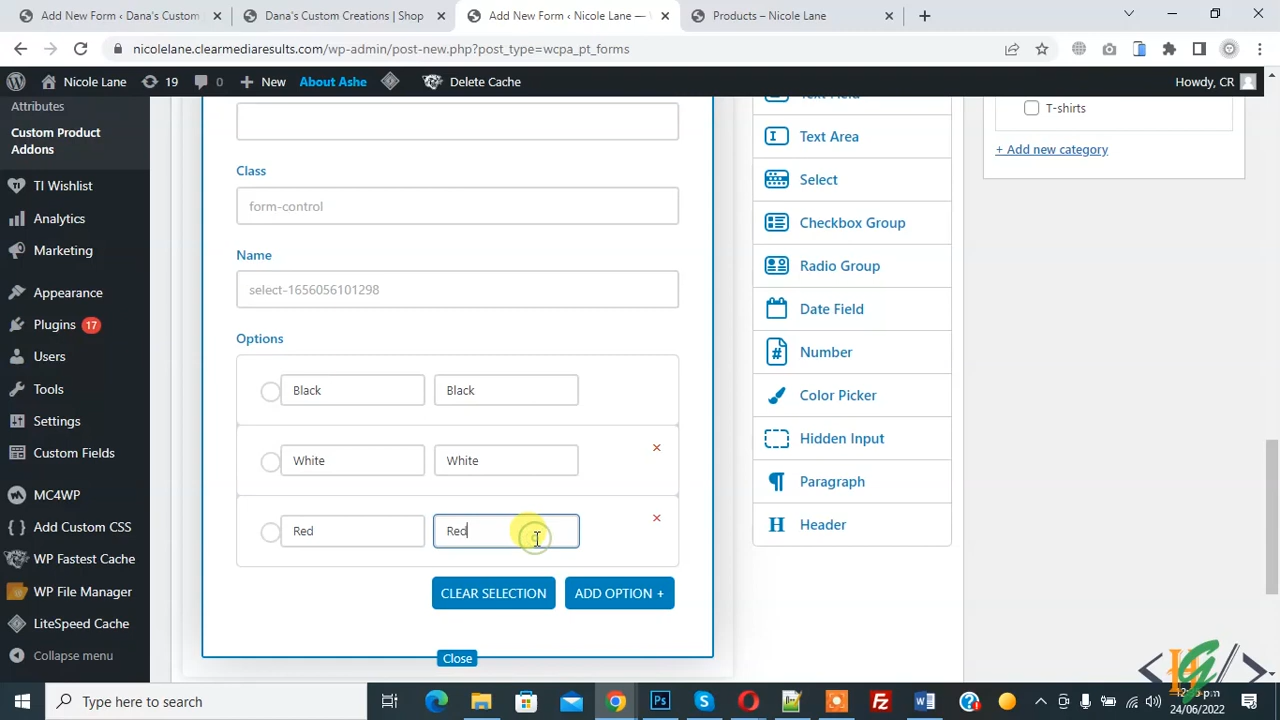 Add New Form ‹ Dana's Custom
Dana's Custom Creations | Shop
Add New Form ‹ Nicole Lane —
Products – Nicole Lane
nicolelane.clearmediaresults.com/wp-admin/post-new.php?post_type=wcpa_pt_forms
Nicole Lane
19
0
New
About Ashe
Delete Cache
Howdy, CR
Attributes
Custom Product
Addons
TI Wishlist
Analytics
Marketing
Appearance
Plugins 17
Users
Tools
Settings
Custom Fields
MC4WP
Add Custom CSS
WP Fastest Cache
WP File Manager
LiteSpeed Cache
Collapse menu
Class
form-control
Name
select-1656056101298
Options
Black Black
White White
Red Red
CLEAR SELECTION
ADD OPTION +
Close
Text Field
Text Area
Select
Checkbox Group
Radio Group
Date Field
Number
Color Picker
Hidden Input
Paragraph
H Header
T-shirts
+ Add new category
Type here to search
24/06/2022